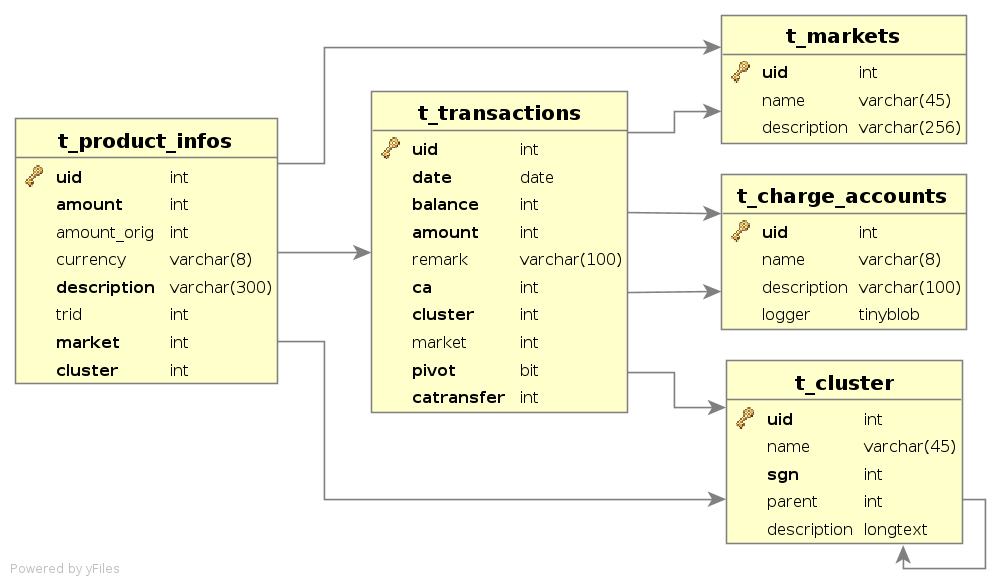 t_product_infos
uid int
amount int
amount_orig int
currency varchar(8)
description varchar(300)
trid int
market int
cluster int
t_transactions
uid int
date date
balance int
amount int
remark varchar(100)
ca int
cluster int
market int
pivot bit
catransfer int
t_markets
uid int
name varchar(45)
description varchar(256)
t_charge_accounts
uid int
name varchar(8)
description varchar(100)
logger tinyblob
t_cluster
uid int
name varchar(45)
sgn int
parent int
description longtext
Powered by yFiles